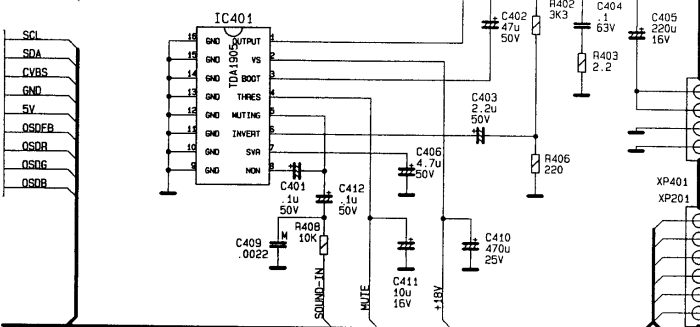 IC401
SCL
SDA
CVBS
GND
5V
OSDFB
OSDR
OSDG
OSDB
TDA1905
16 GND OUTPUT 1
15 GND VS 2
14 GND BOOT 3
13 GND THRES 4
12 GND MUTING 5
11 GND INVERT 6
10 GND SVR 7
9 GND NON 8
C402
47u
50V
R402
3K3
C404
.1
63V
C405
220u
16V
R403
2.2
C403
2.2u
50V
C406
4.7u
50V
R406
220
C401
.1u
50V
C412
.1u
50V
XP401
XP201
C409
.0022
M
R408
10K
C410
470u
25V
C411
10u
16V
SOUND-IN
MUTE
+18V